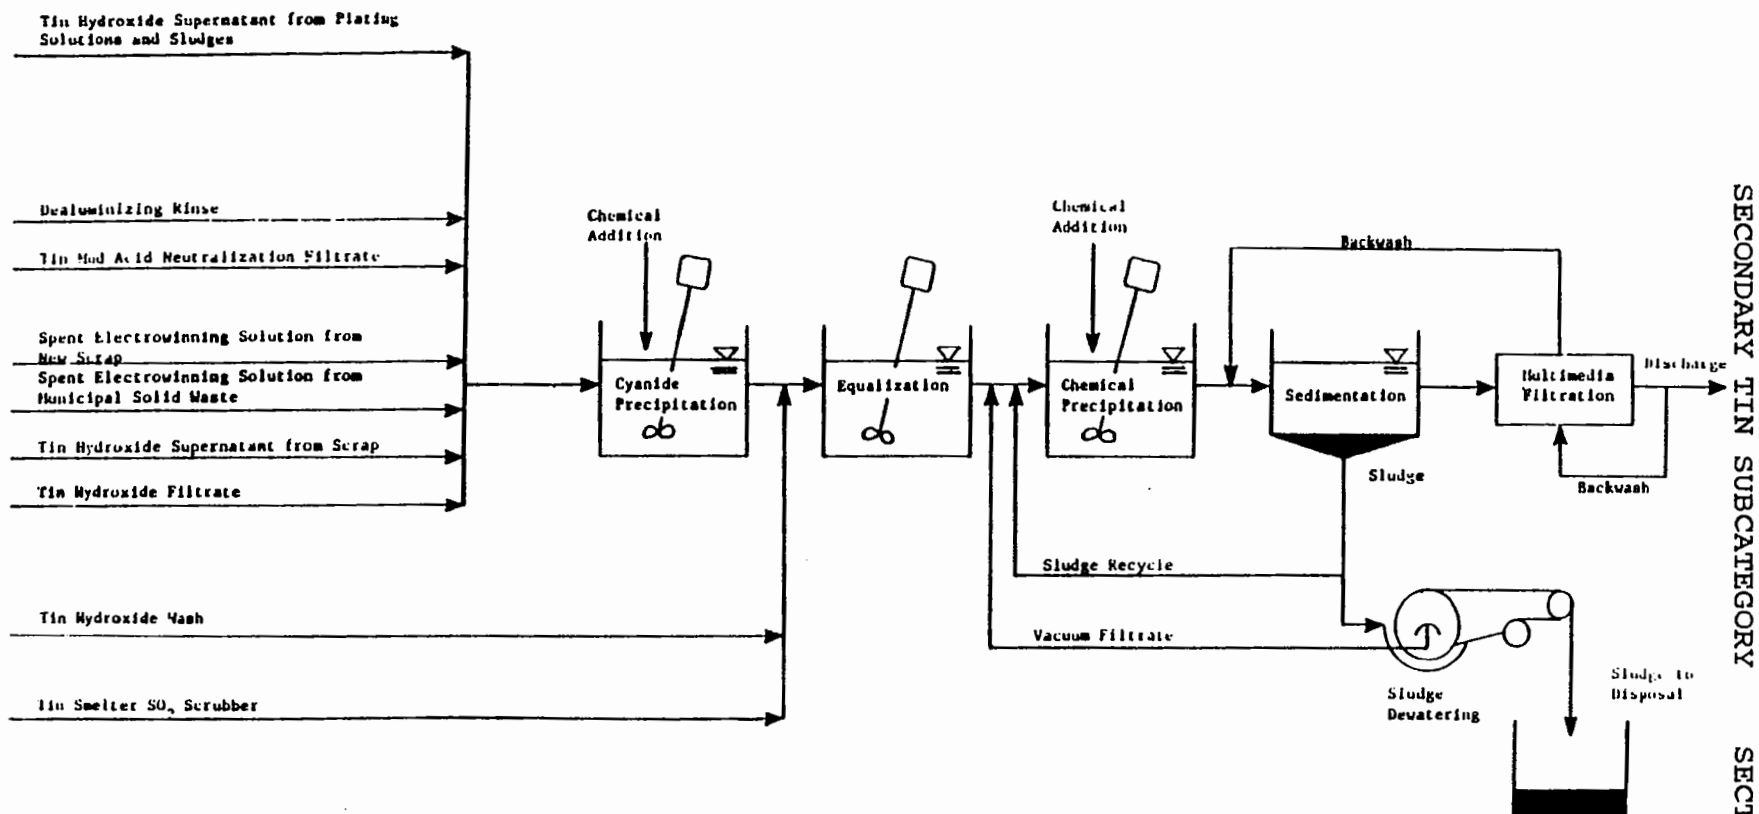 Tin Hydroxide Supernatant from Plating
Solutions and Sludges
Dealuminizing Rinse
Tin Mud Acid Neutralization Filtrate
Spent Electrowinning Solution from
New Scrap
Spent Electrowinning Solution from
Municipal Solid Waste
Tin Hydroxide Supernatant from Scrap
Tin Hydroxide Filtrate
Tin Hydroxide Wash
Tin Smelter SO₂ Scrubber
Chemical
Addition
Cyanide
Precipitation
Equalization
Chemical
Addition
Chemical
Precipitation
Backwash
Sedimentation
Sludge
Multimedia
Filtration
Discharge
Backwash
Sludge Recycle
Vacuum Filtrate
Sludge
Dewatering
Sludge to
Disposal
SECONDARY TIN SUBCATEGORY SECT